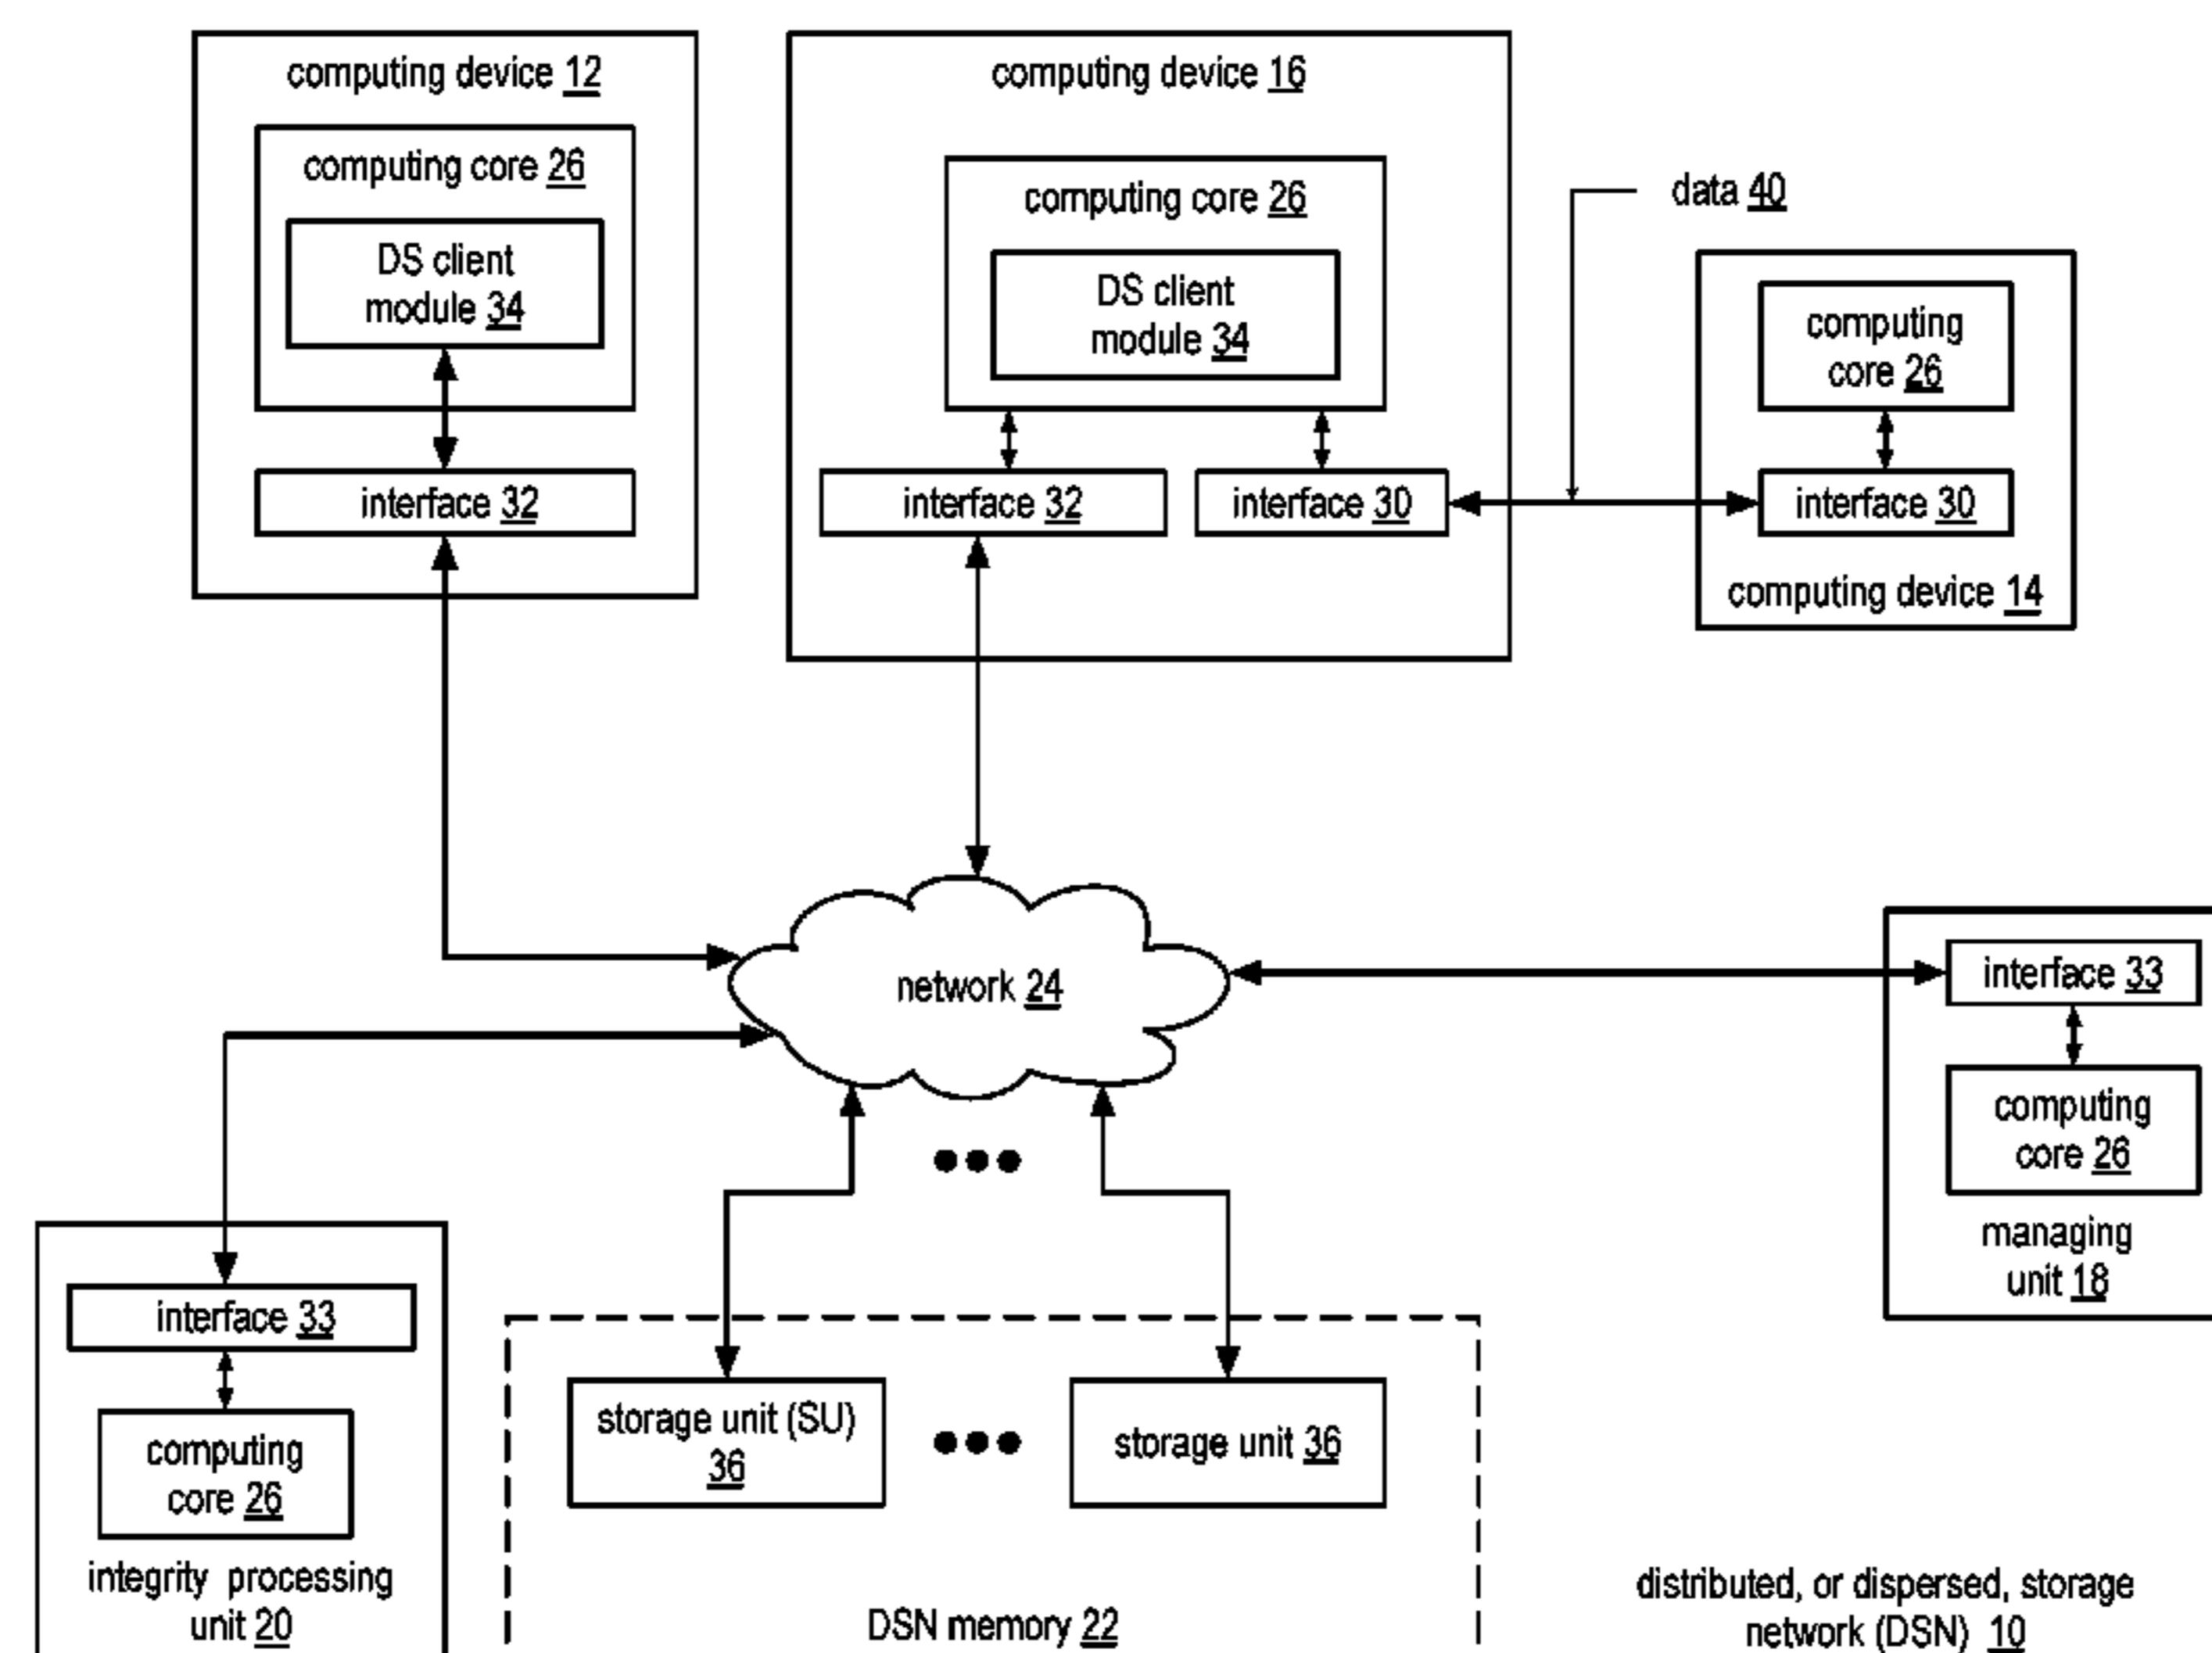 computing device 12
computing core 26
DS client
module 34
interface 32
computing device 16
computing core 26
DS client
module 34
interface 32
interface 30
data 40
computing
core 26
interface 30
computing device 14
network 24
interface 33
computing
core 26
managing
unit 18
interface 33
computing
core 26
integrity processing
unit 20
storage unit (SU)
36
storage unit 36
DSN memory 22
distributed, or dispersed, storage
network (DSN) 10